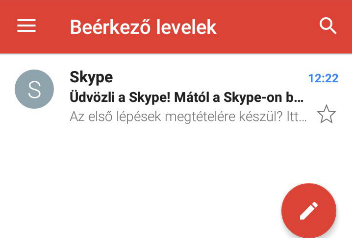 Beérkező levelek
S
Skype
12:22
Üdvözli a Skype! Mától a Skype-on b...
Az első lépések megtételére készül? Itt...